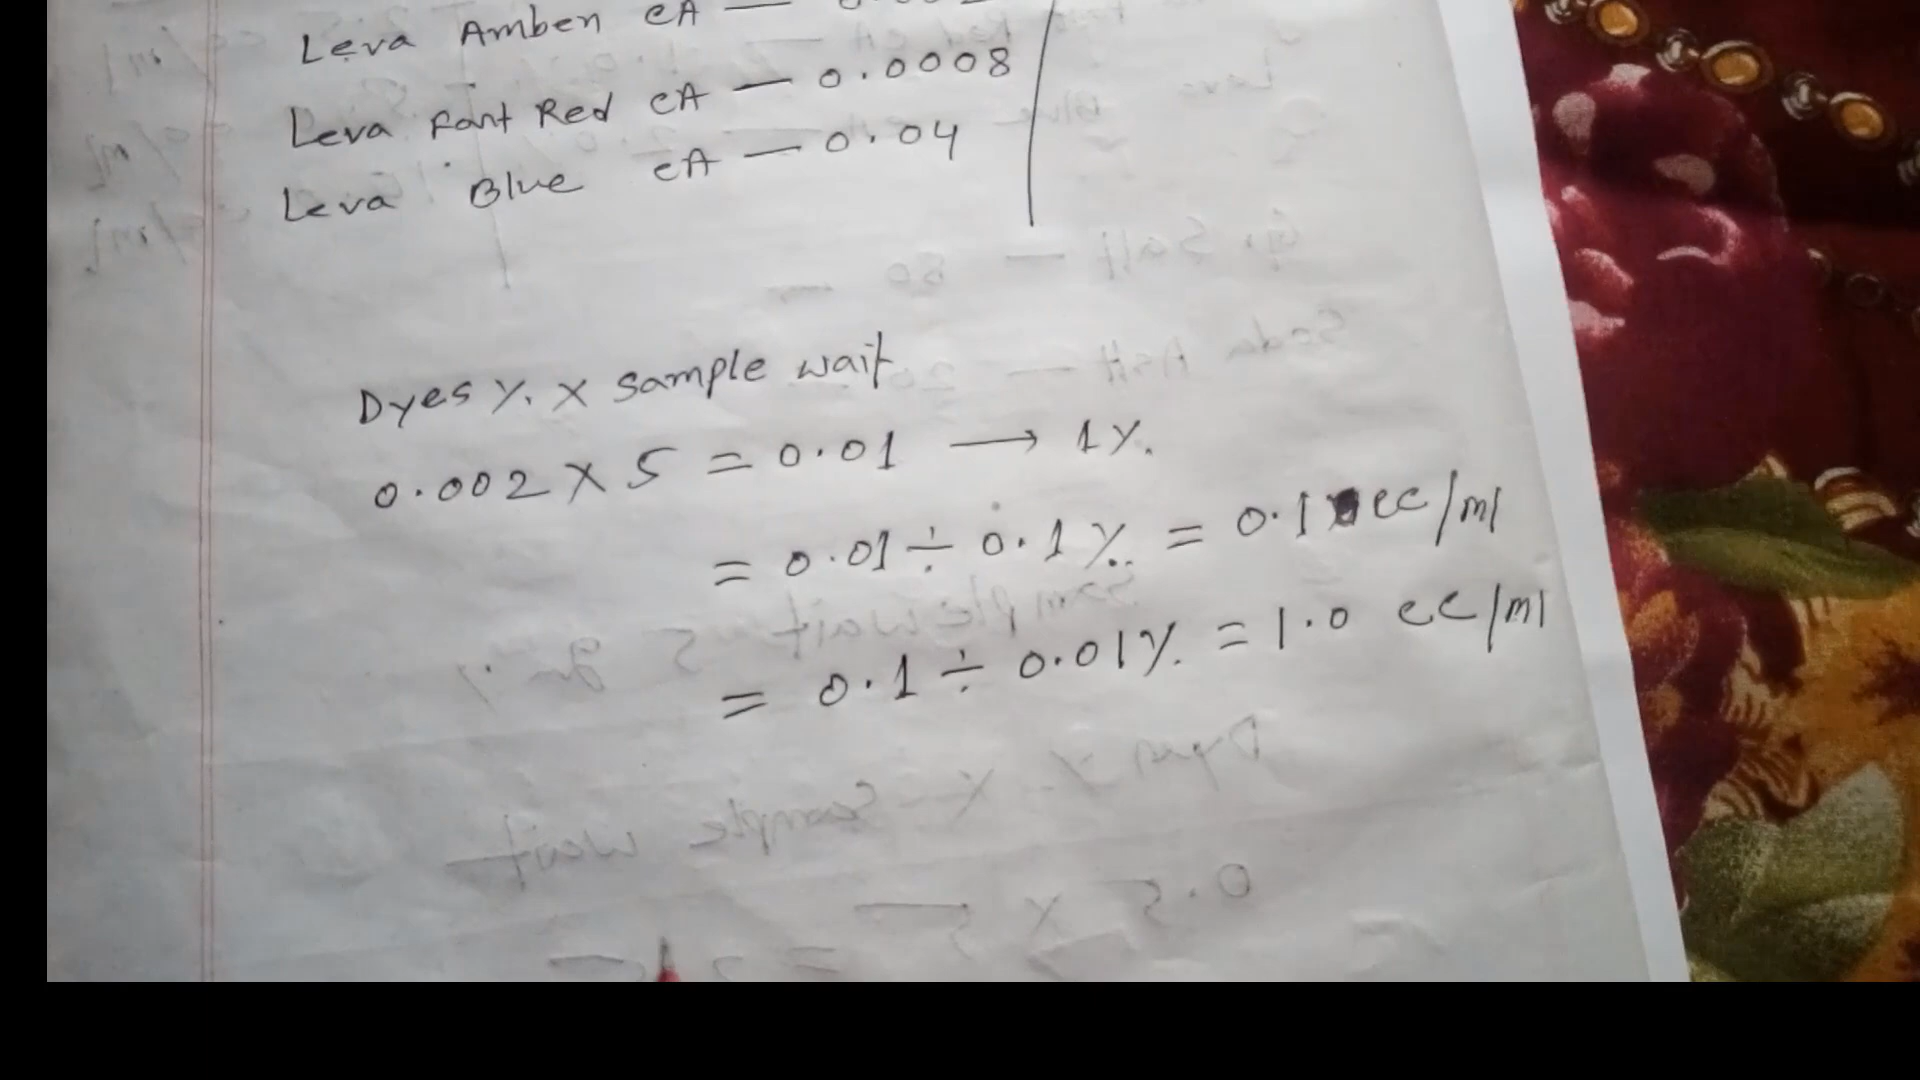 Leva Amben CA —
Leva Fant Red CA — 0.0008
Leva Blue CA — 0.04
Dyes %. X Sample wait
0.002 X 5 = 0.01 → 1%.
= 0.01 ÷ 0.1%. = 0.1 cc/ml
= 0.1 ÷ 0.01%. = 1.0 cc/ml